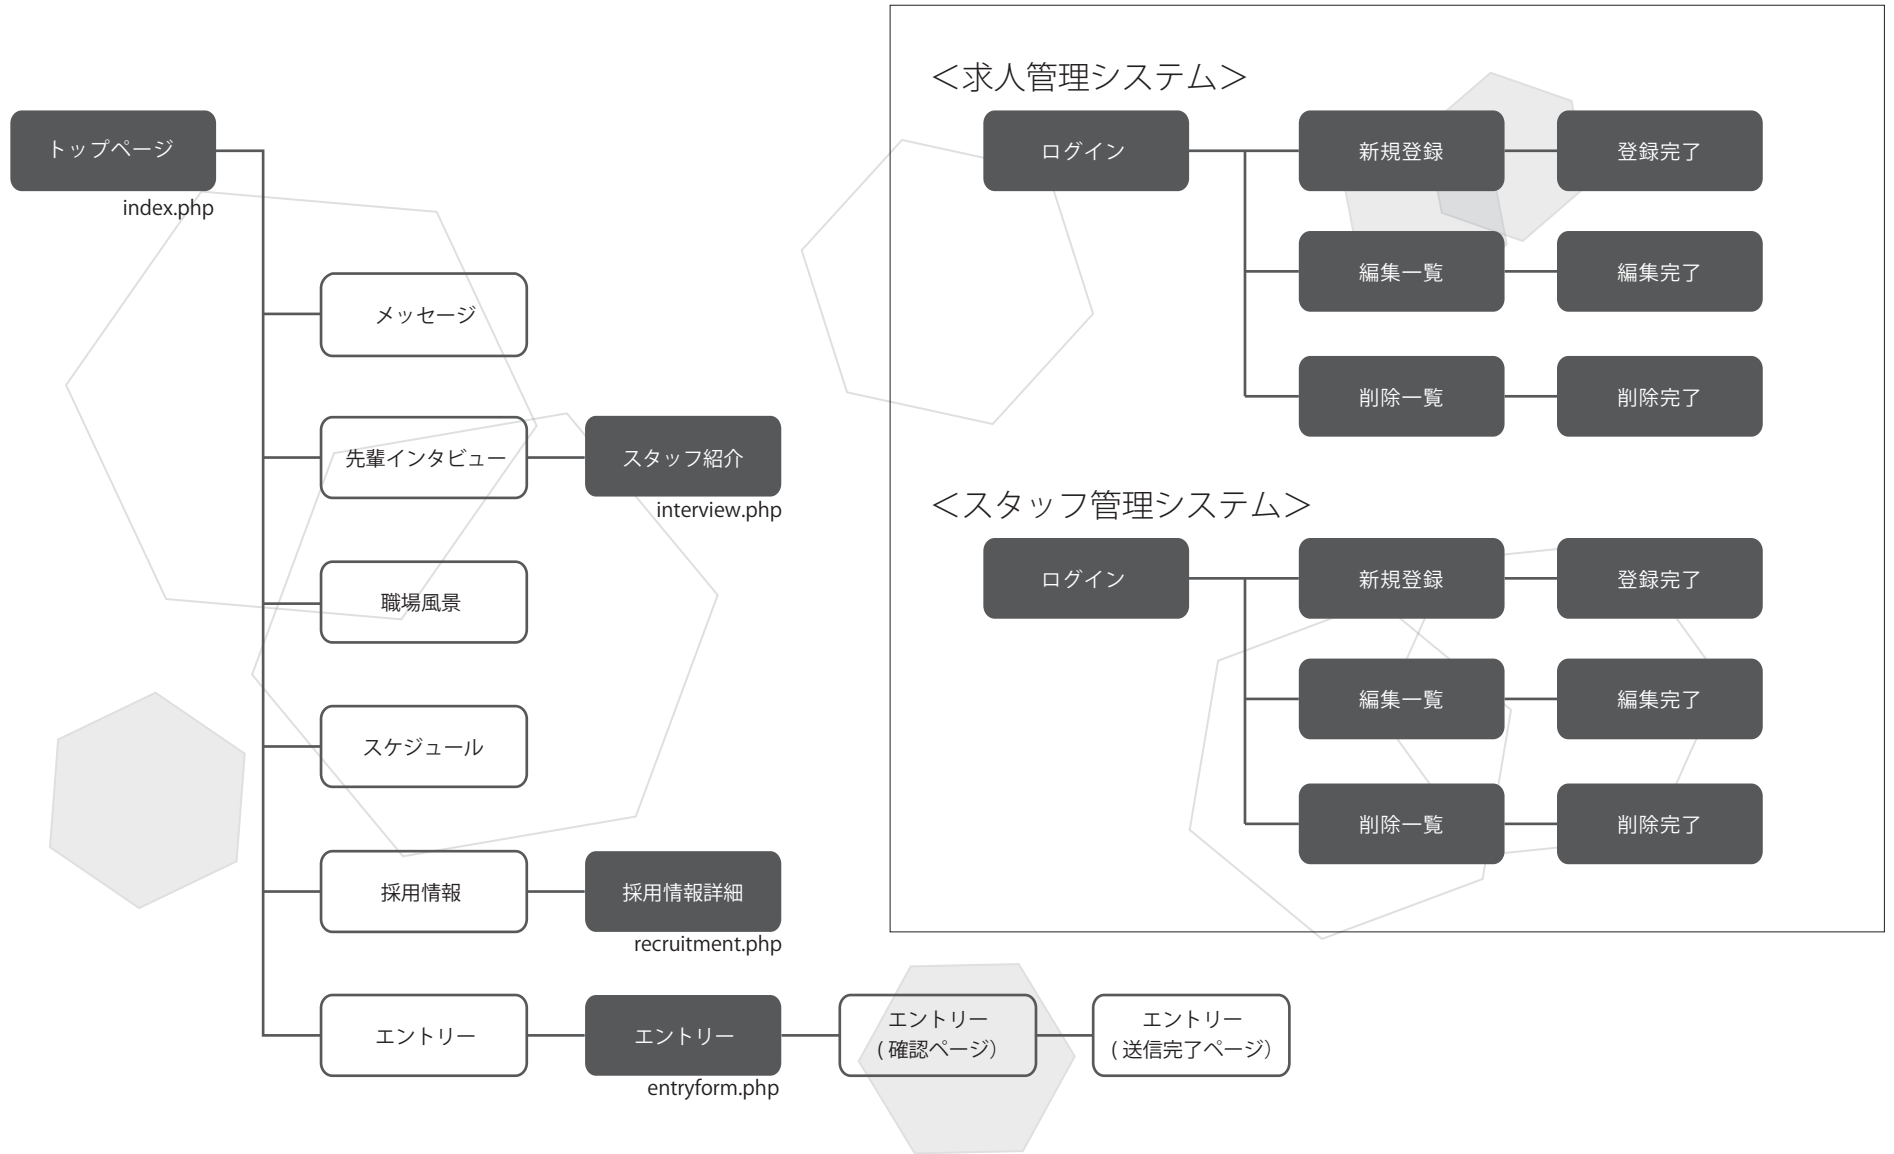 トップページ
index.php
メッセージ
先輩インタビュー
スタッフ紹介
interview.php
職場風景
スケジュール
採用情報
採用情報詳細
recruitment.php
エントリー
エントリー
entryform.php
エントリー
( 確認ページ）
エントリー
( 送信完了ページ）
＜求人管理システム＞
ログイン
新規登録
登録完了
編集一覧
編集完了
削除一覧
削除完了
＜スタッフ管理システム＞
ログイン
新規登録
登録完了
編集一覧
編集完了
削除一覧
削除完了